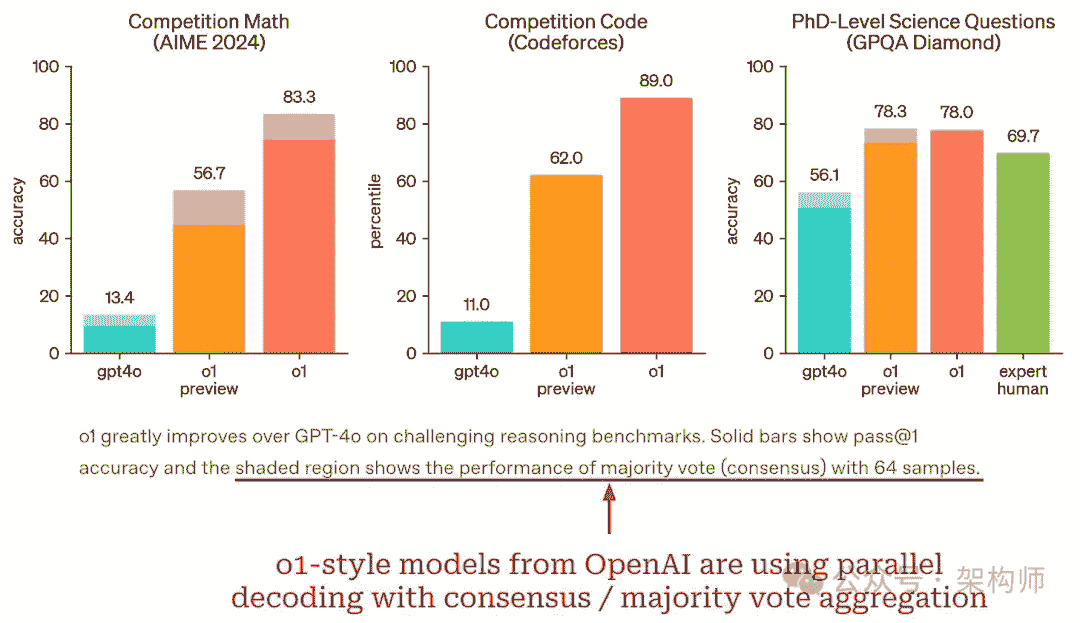 Competition Math
(AIME 2024)
100
80
60
40
20
0
accuracy
13.4
56.7
83.3
gpt4o
o1
preview
o1
Competition Code
(Codeforces)
100
80
60
40
20
0
percentile
11.0
62.0
89.0
gpt4o
o1
preview
o1
PhD-Level Science Questions
(GPQA Diamond)
100
80
60
40
20
0
accuracy
56.1
78.3
78.0
69.7
gpt4o
o1
preview
o1
expert
human
o1 greatly improves over GPT-4o on challenging reasoning benchmarks. Solid bars show pass@1
accuracy and the shaded region shows the performance of majority vote (consensus) with 64 samples.
o1-style models from OpenAI are using parallel
decoding with consensus / majority vote aggregation
公众号 · 架构师